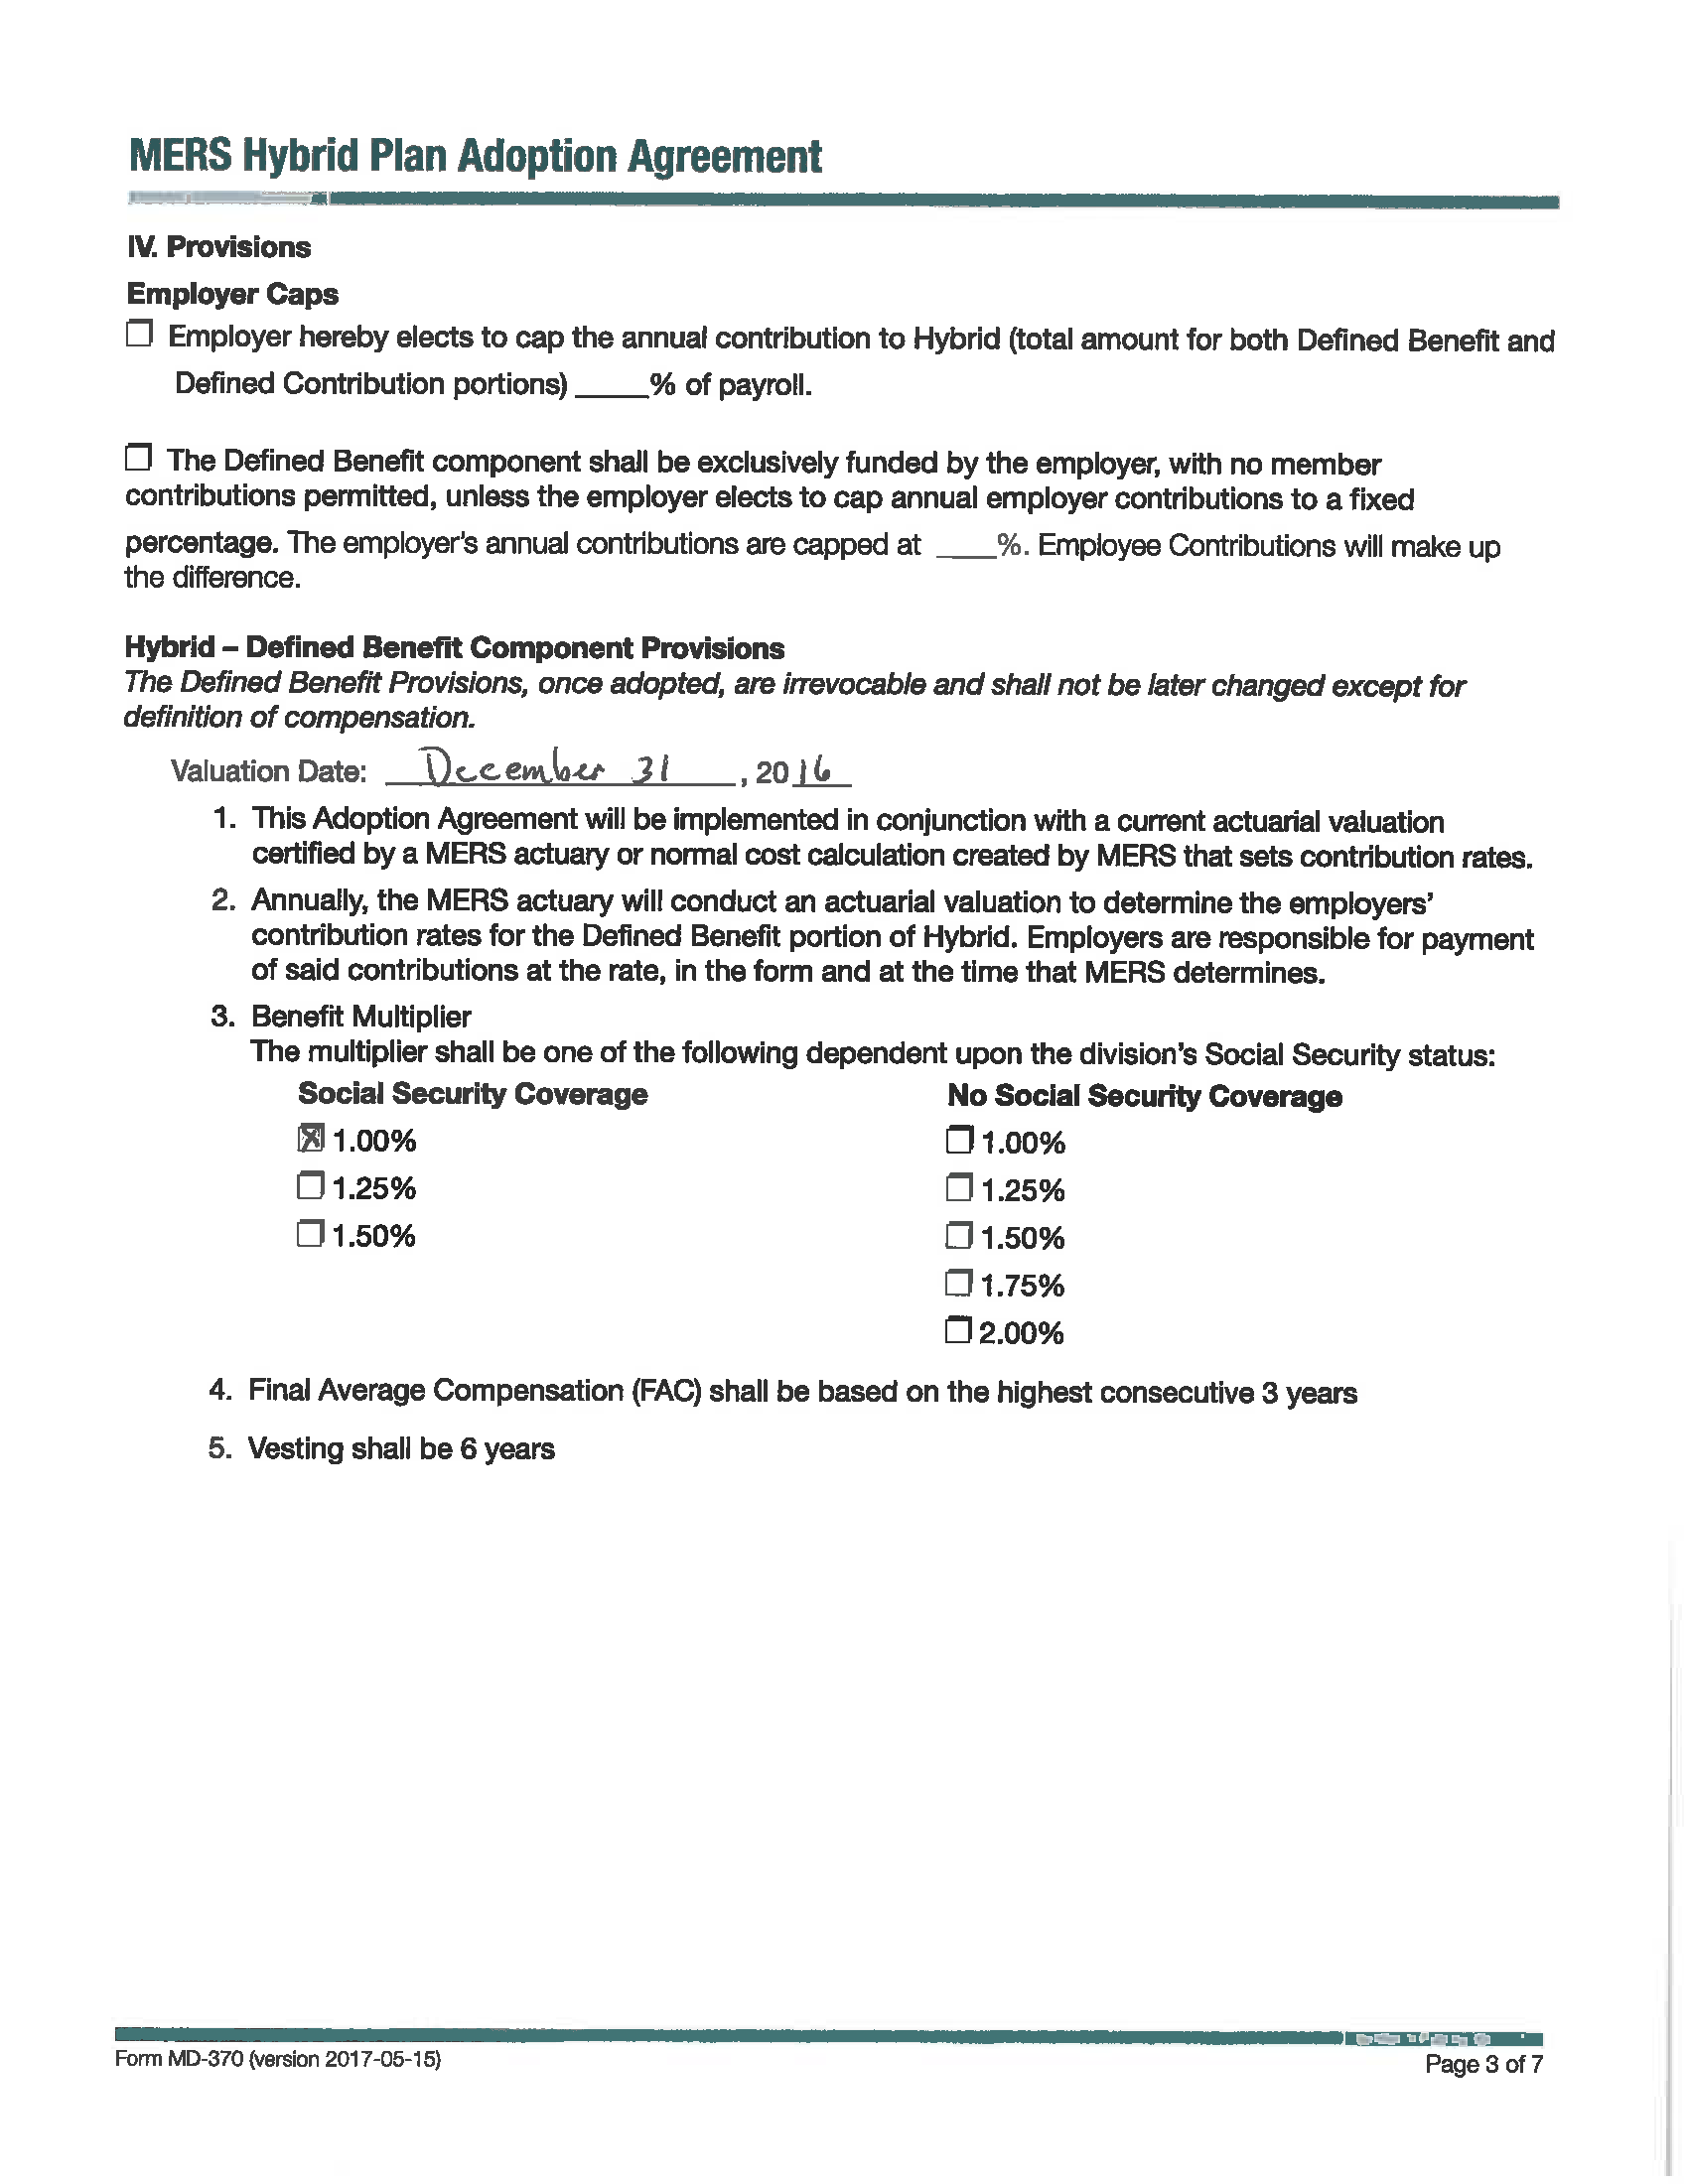 MERS Hybrid Plan Adoption Agreement
IV. Provisions
Employer Caps
☐ Employer hereby elects to cap the annual contribution to Hybrid (total amount for both Defined Benefit and
Defined Contribution portions) _____% of payroll.
☐ The Defined Benefit component shall be exclusively funded by the employer, with no member
contributions permitted, unless the employer elects to cap annual employer contributions to a fixed
percentage. The employer's annual contributions are capped at ____%. Employee Contributions will make up
the difference.
Hybrid – Defined Benefit Component Provisions
The Defined Benefit Provisions, once adopted, are irrevocable and shall not be later changed except for
definition of compensation.
Valuation Date: December 31, 2016
1. This Adoption Agreement will be implemented in conjunction with a current actuarial valuation
certified by a MERS actuary or normal cost calculation created by MERS that sets contribution rates.
2. Annually, the MERS actuary will conduct an actuarial valuation to determine the employers'
contribution rates for the Defined Benefit portion of Hybrid. Employers are responsible for payment
of said contributions at the rate, in the form and at the time that MERS determines.
3. Benefit Multiplier
The multiplier shall be one of the following dependent upon the division's Social Security status:
Social Security Coverage
☒ 1.00%
☐ 1.25%
☐ 1.50%
No Social Security Coverage
☐ 1.00%
☐ 1.25%
☐ 1.50%
☐ 1.75%
☐ 2.00%
4. Final Average Compensation (FAC) shall be based on the highest consecutive 3 years
5. Vesting shall be 6 years
Form MD-370 (version 2017-05-15)
Page 3 of 7